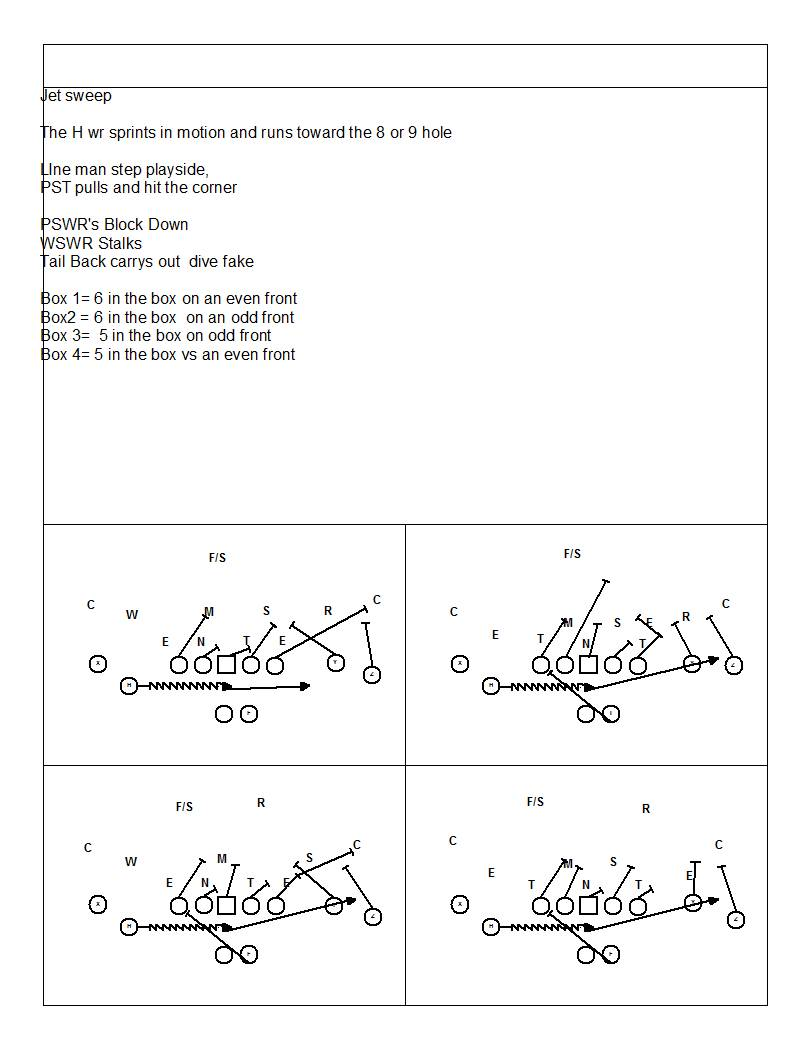 Jet sweep
The H wr sprints in motion and runs toward the 8 or 9 hole
LIne man step playside,
PST pulls and hit the corner
PSWR's Block Down
WSWR Stalks
Tail Back carrys out dive fake
Box 1= 6 in the box on an even front
Box2 = 6 in the box on an odd front
Box 3= 5 in the box on odd front
Box 4= 5 in the box vs an even front
F/S
C W M S R C
E N T E
X Y Z
H
F
F/S
C E M S E R C
T N T
X Z
H
F/S R
C W M S C
E N T E
X Z
H
F
F/S R
C E M S E C
T N T
X Z
H
F